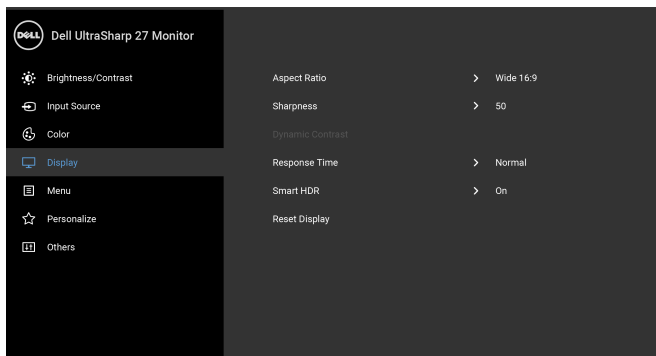 DELL Dell UltraSharp 27 Monitor
Brightness/Contrast
Input Source
Color
Display
Menu
Personalize
Others
Aspect Ratio > Wide 16:9
Sharpness > 50
Dynamic Contrast
Response Time > Normal
Smart HDR > On
Reset Display